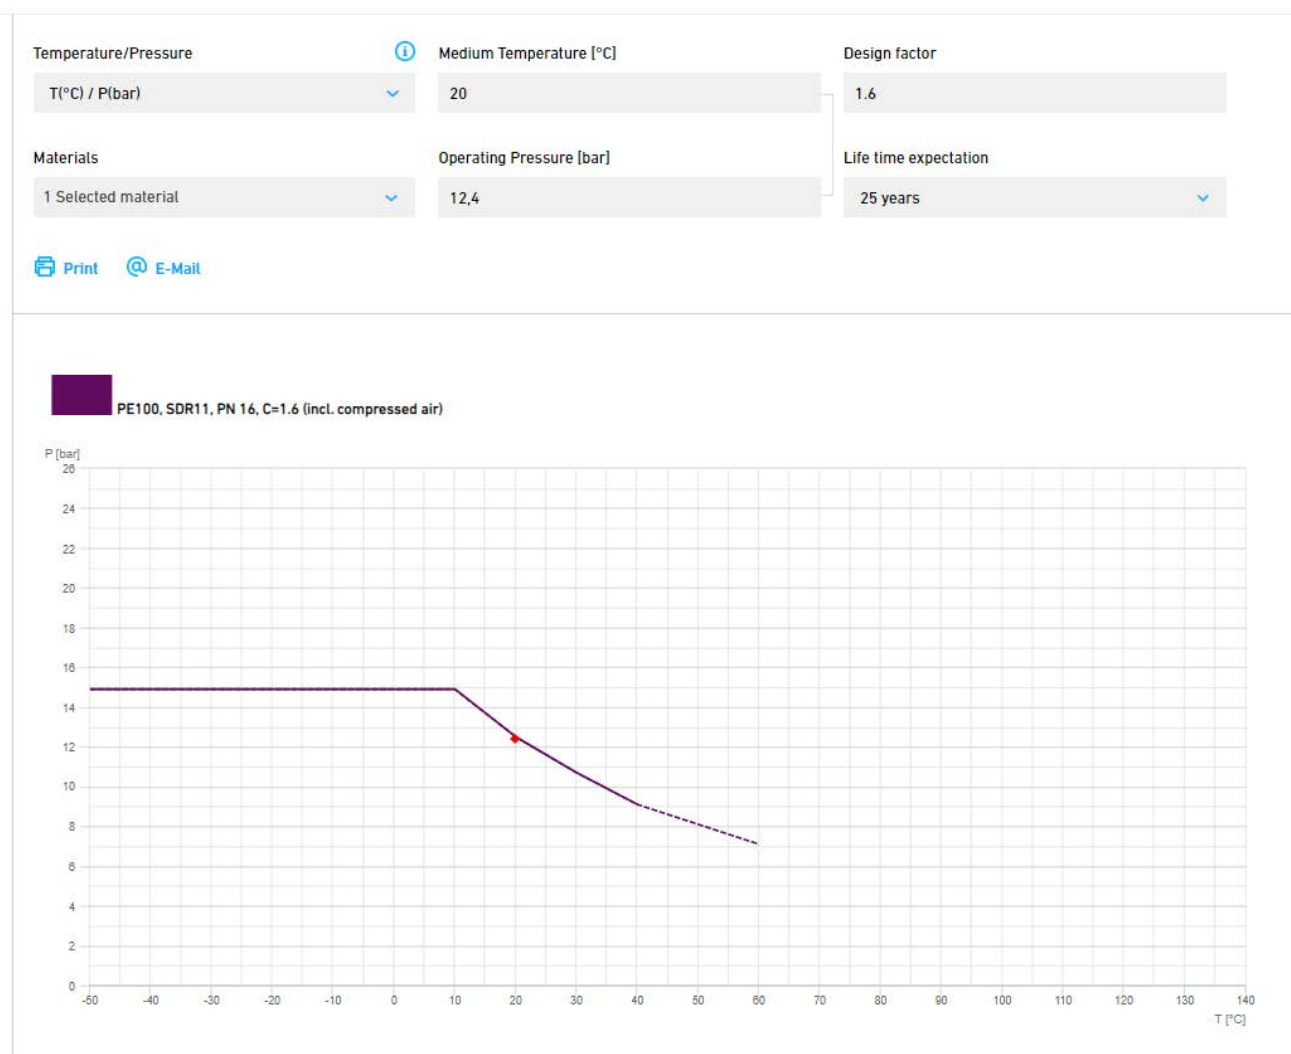 Temperature/Pressure
Medium Temperature [°C]
Design factor
T(°C) / P(bar)
20
1.6
Materials
Operating Pressure [bar]
Life time expectation
1 Selected material
12,4
25 years
Print
@ E-Mail
PE100, SDR11, PN 16, C=1.6 (incl. compressed air)
P [bar]
26
24
22
20
18
16
14
12
10
8
6
4
2
0
-50 -40 -30 -20 -10 0 10 20 30 40 50 60 70 80 90 100 110 120 130 140
T [°C]